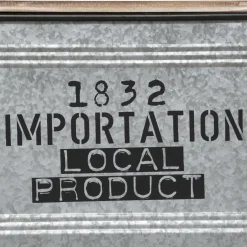 1832
IMPORTATION
LOCAL
PRODUCT